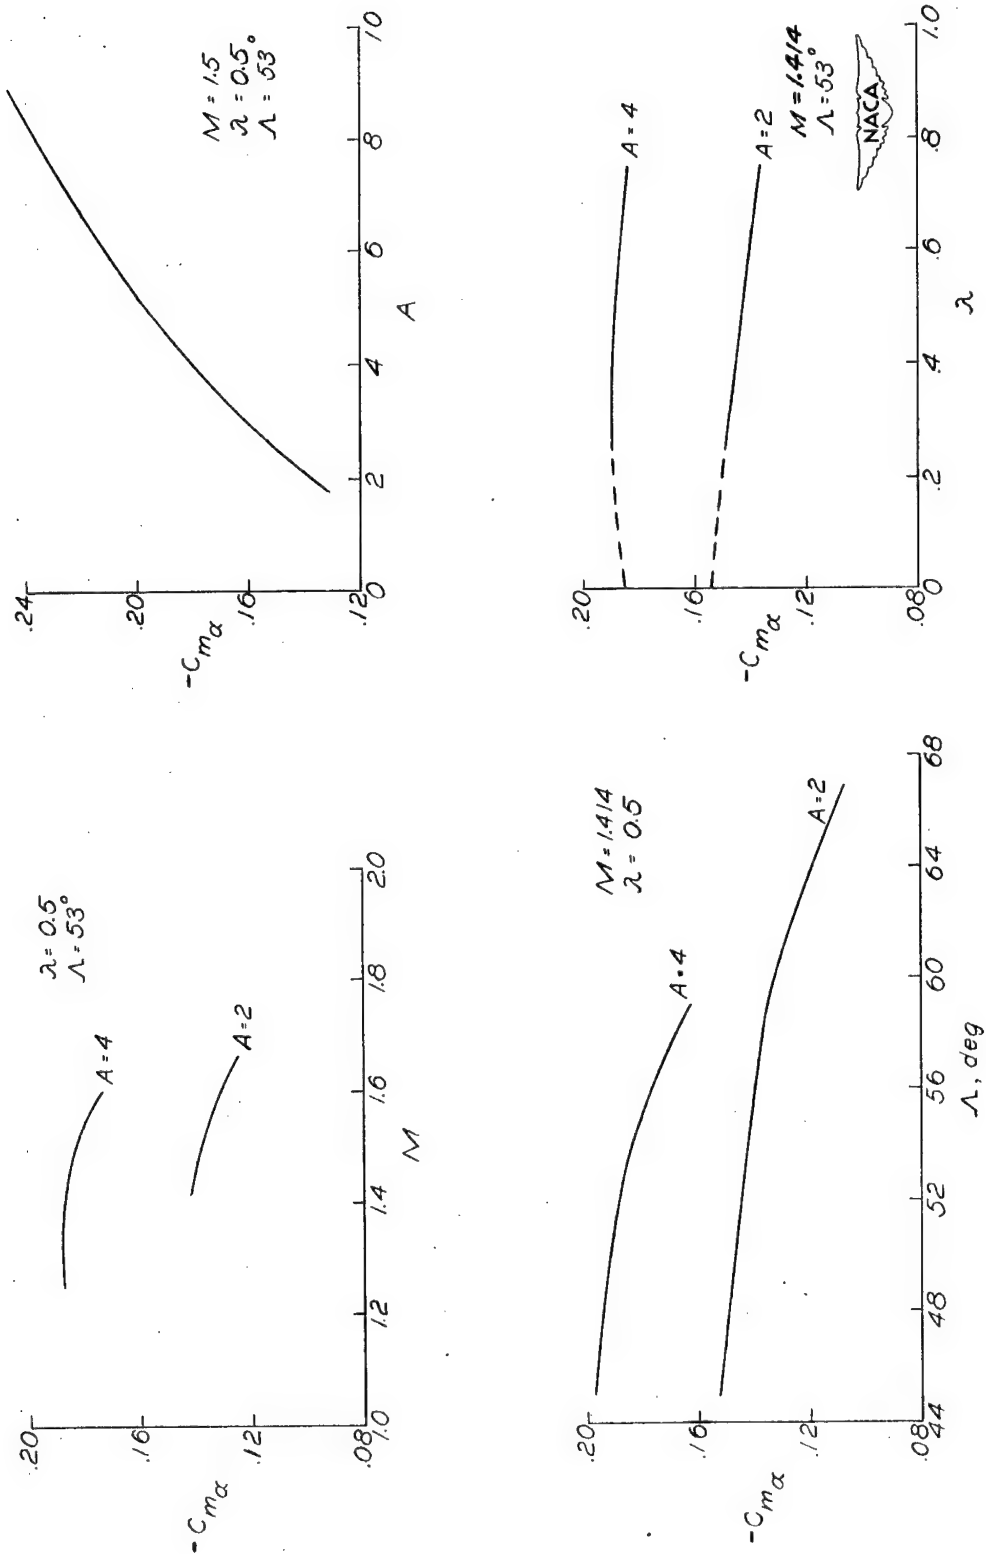 .20
.16
.12
.08
-Cmα
1.0
1.2
1.4
1.6
1.8
2.0
M
A = 4
A = 2
λ = 0.5
Λ = 53°
.24
.20
.16
.12
-Cmα
0
2
4
6
8
10
A
M = 1.5
λ = 0.5
Λ = 53°
.20
.16
.12
.08
-Cmα
44
48
52
56
60
64
68
Λ, deg
A = 4
A = 2
M = 1.414
λ = 0.5
.20
.16
.12
.08
-Cmα
0
.2
.4
.6
.8
1.0
λ
A = 4
A = 2
M = 1.414
Λ = 53°
NACA